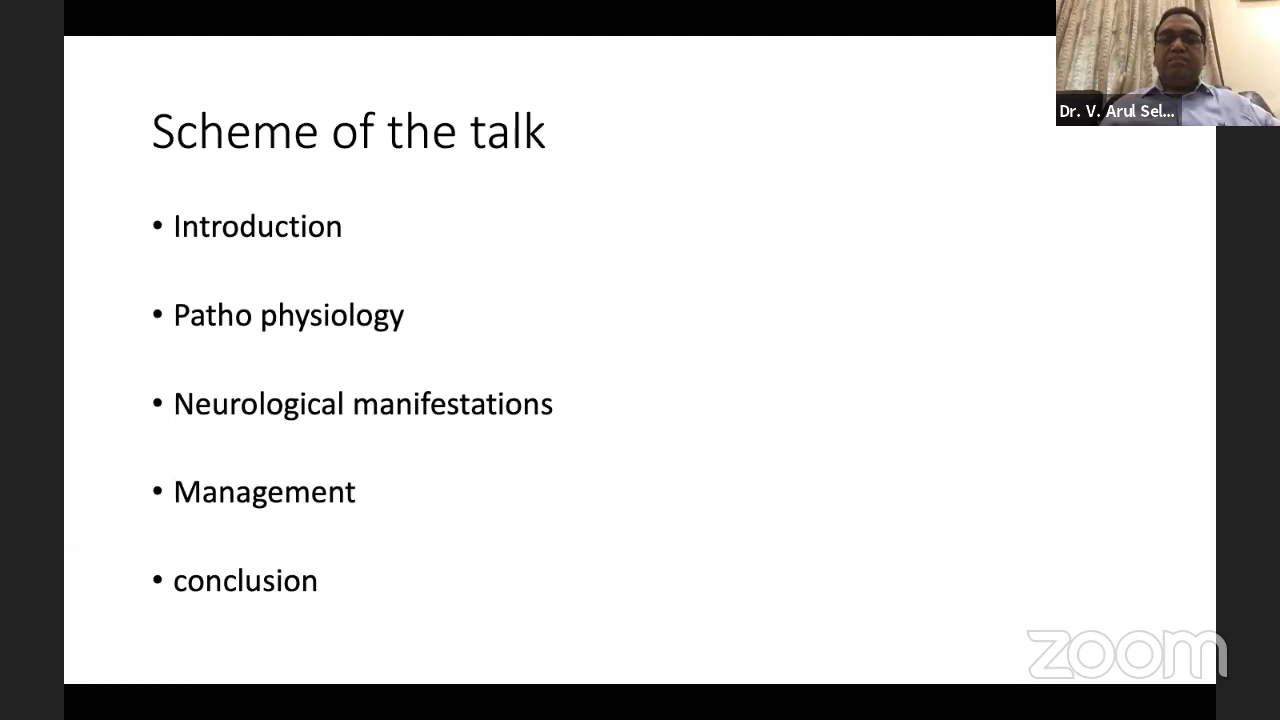 Scheme of the talk
• Introduction
• Patho physiology
• Neurological manifestations
• Management
• conclusion
Dr. V. Arul Sel...
zoom